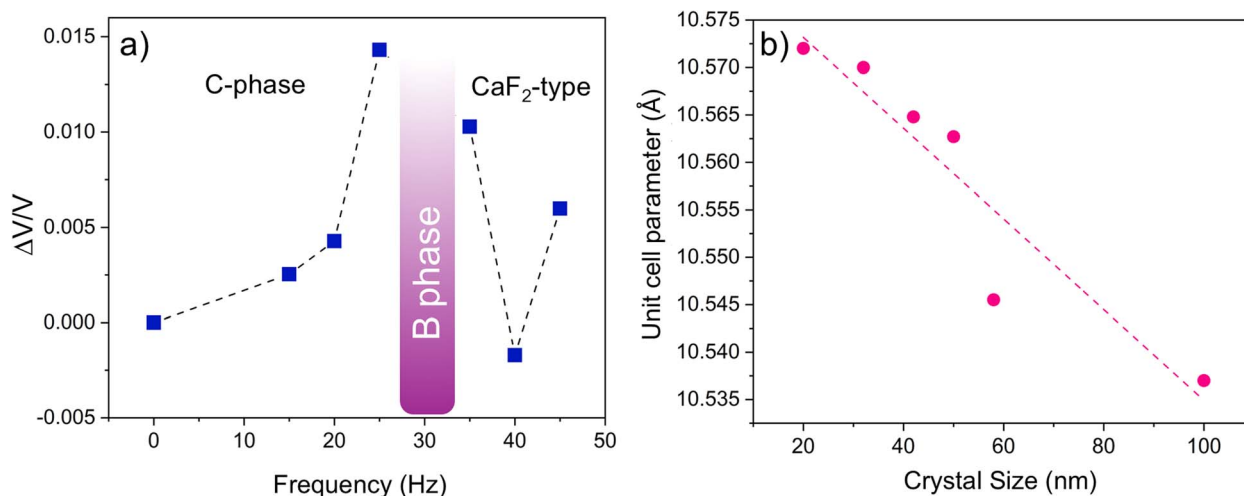 a)
C-phase
CaF₂-type
B phase
ΔV/V
0.015
0.010
0.005
0.000
-0.005
0
10
20
30
40
50
Frequency (Hz)
b)
Unit cell parameter (Å)
10.575
10.570
10.565
10.560
10.555
10.550
10.545
10.540
10.535
20
40
60
80
100
Crystal Size (nm)